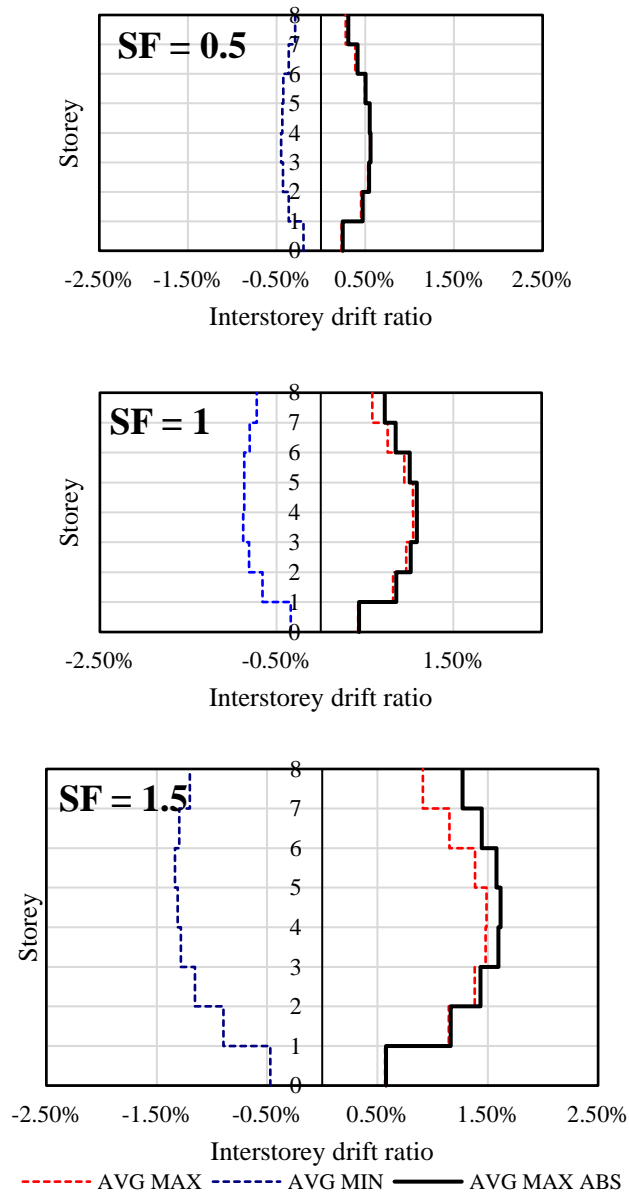 SF = 0.5
Storey
8
7
6
5
4
3
2
1
0
-2.50% -1.50% -0.50% 0.50% 1.50% 2.50%
Interstorey drift ratio
SF = 1
Storey
8
7
6
5
4
3
2
1
0
-2.50% -0.50% 1.50%
Interstorey drift ratio
SF = 1.5
Storey
8
7
6
5
4
3
2
1
0
-2.50% -1.50% -0.50% 0.50% 1.50% 2.50%
Interstorey drift ratio
AVG MAX AVG MIN AVG MAX ABS